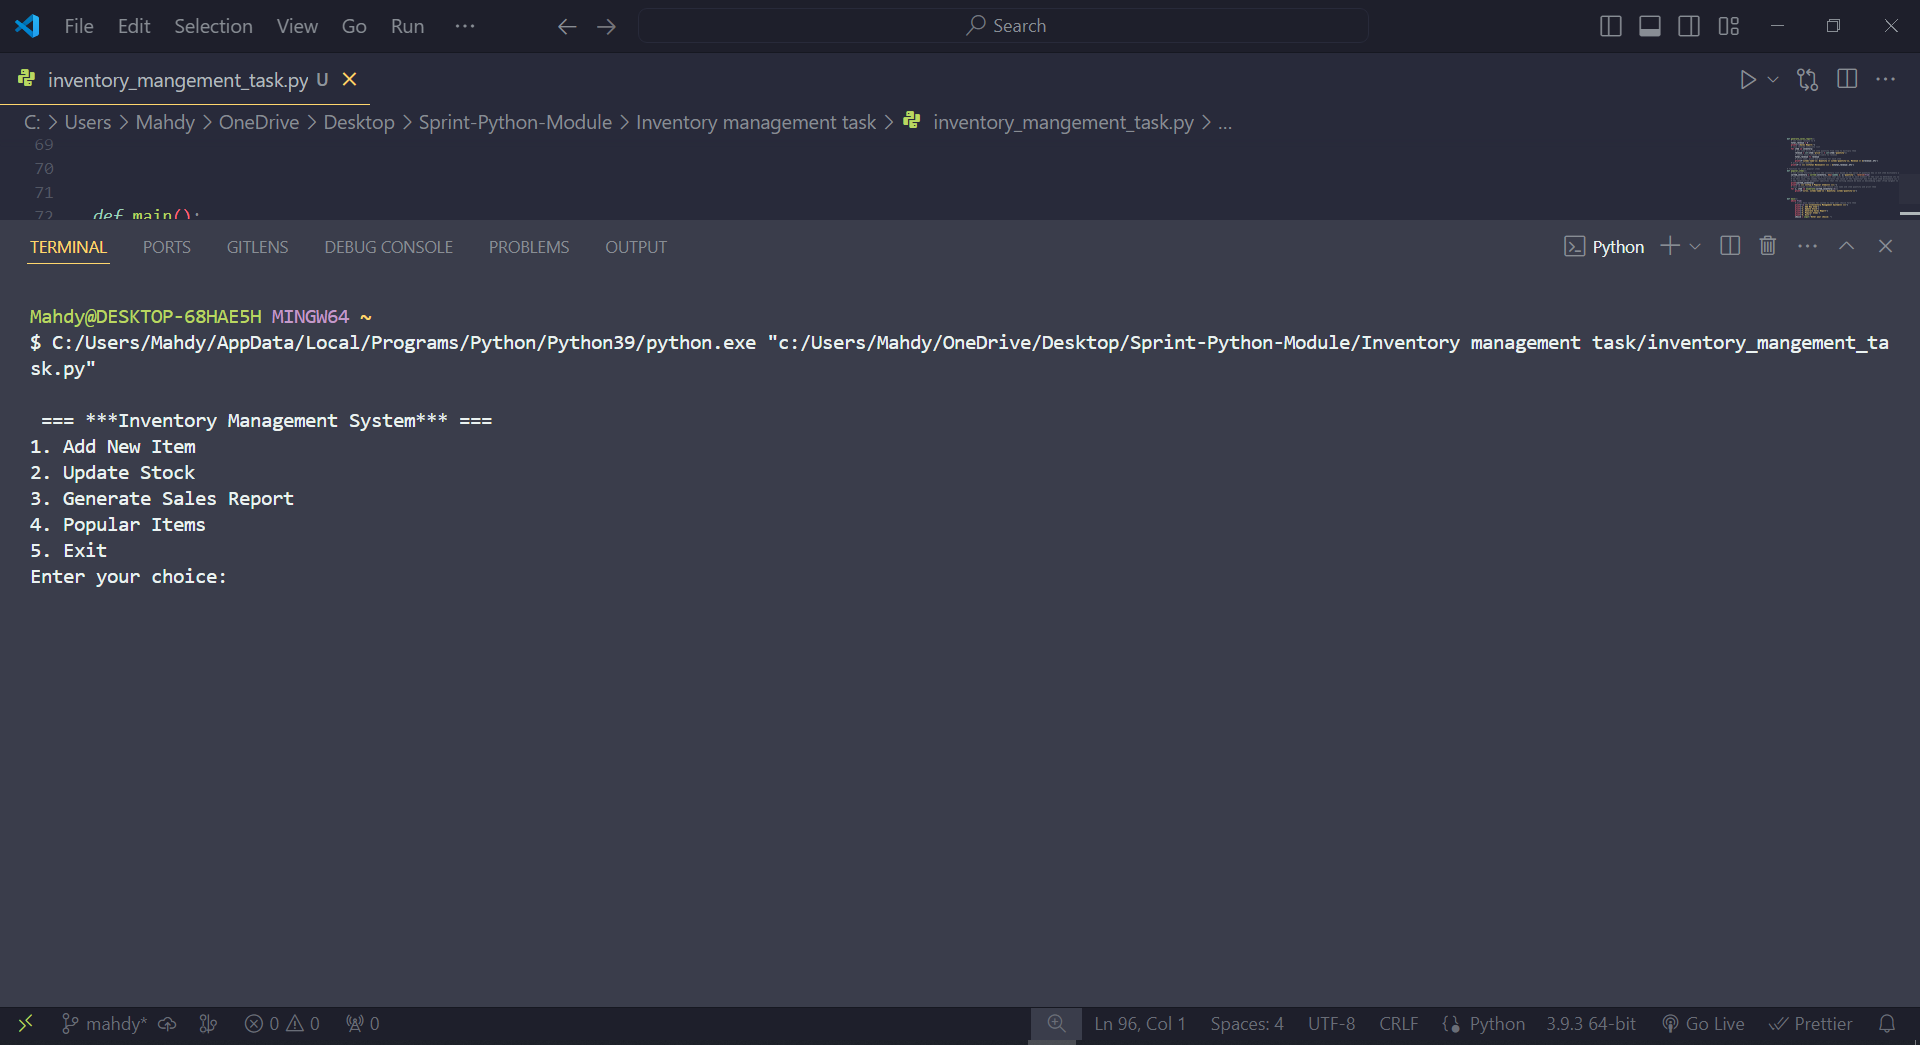 File Edit Selection View Go Run ··· Search
inventory_mangement_task.py U
C: > Users > Mahdy > OneDrive > Desktop > Sprint-Python-Module > Inventory management task > inventory_mangement_task.py > ...
69
70
71
72 def main():
TERMINAL PORTS GITLENS DEBUG CONSOLE PROBLEMS OUTPUT Python
Mahdy@DESKTOP-68HAE5H MINGW64 ~
$ C:/Users/Mahdy/AppData/Local/Programs/Python/Python39/python.exe "c:/Users/Mahdy/OneDrive/Desktop/Sprint-Python-Module/Inventory management task/inventory_mangement_ta
sk.py"
=== ***Inventory Management System*** ===
1. Add New Item
2. Update Stock
3. Generate Sales Report
4. Popular Items
5. Exit
Enter your choice:
mahdy* 0 0 0 Ln 96, Col 1 Spaces: 4 UTF-8 CRLF Python 3.9.3 64-bit Go Live Prettier